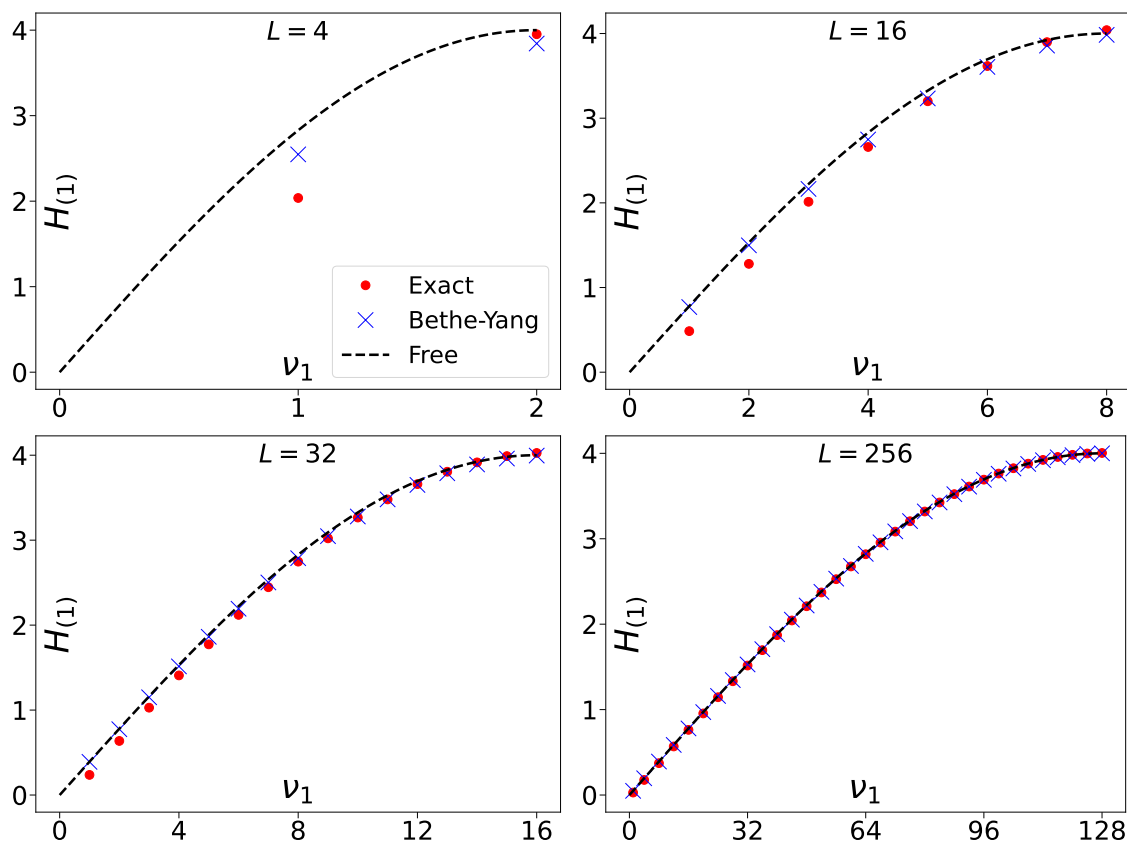 L = 4
H(1)
4
3
2
1
0
Exact
Bethe-Yang
Free
ν1
0
1
2
L = 16
H(1)
4
3
2
1
0
ν1
0
2
4
6
8
L = 32
H(1)
4
3
2
1
0
ν1
0
4
8
12
16
L = 256
H(1)
4
3
2
1
0
ν1
0
32
64
96
128